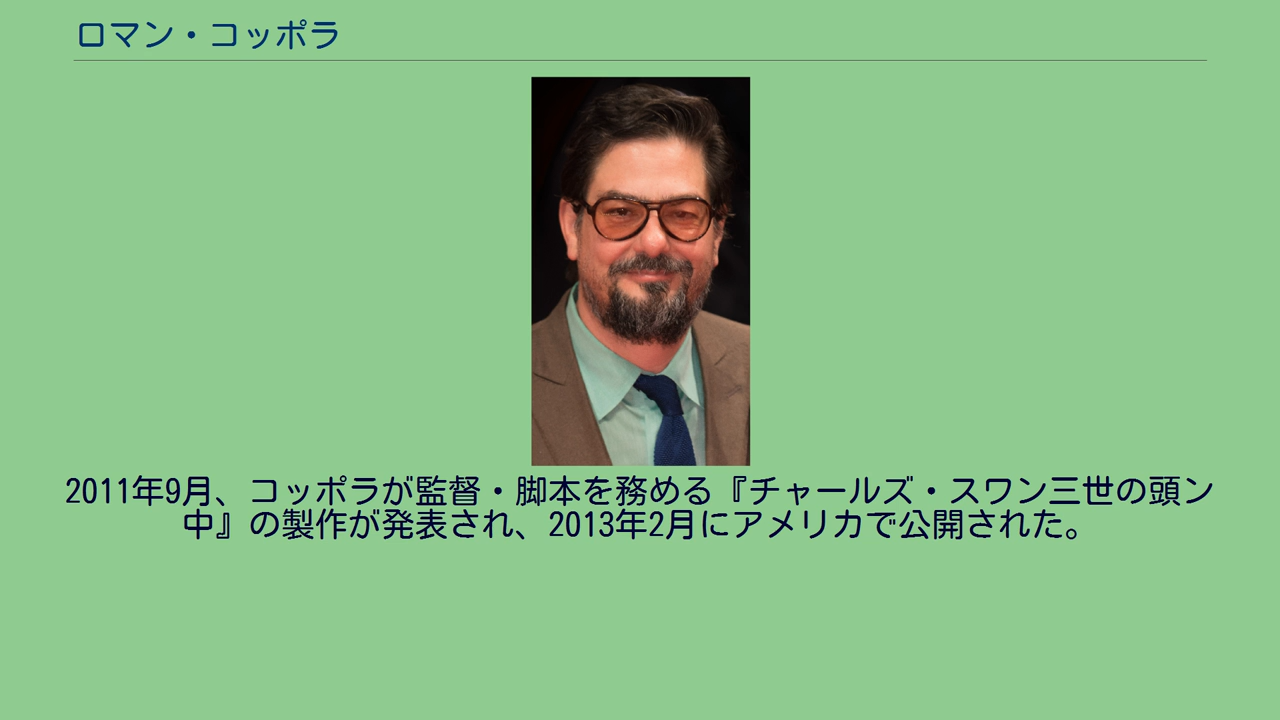 ロマン・コッポラ
2011年9月、コッポラが監督・脚本を務める『チャールズ・スワン三世の頭ン
中』の製作が発表され、2013年2月にアメリカで公開された。